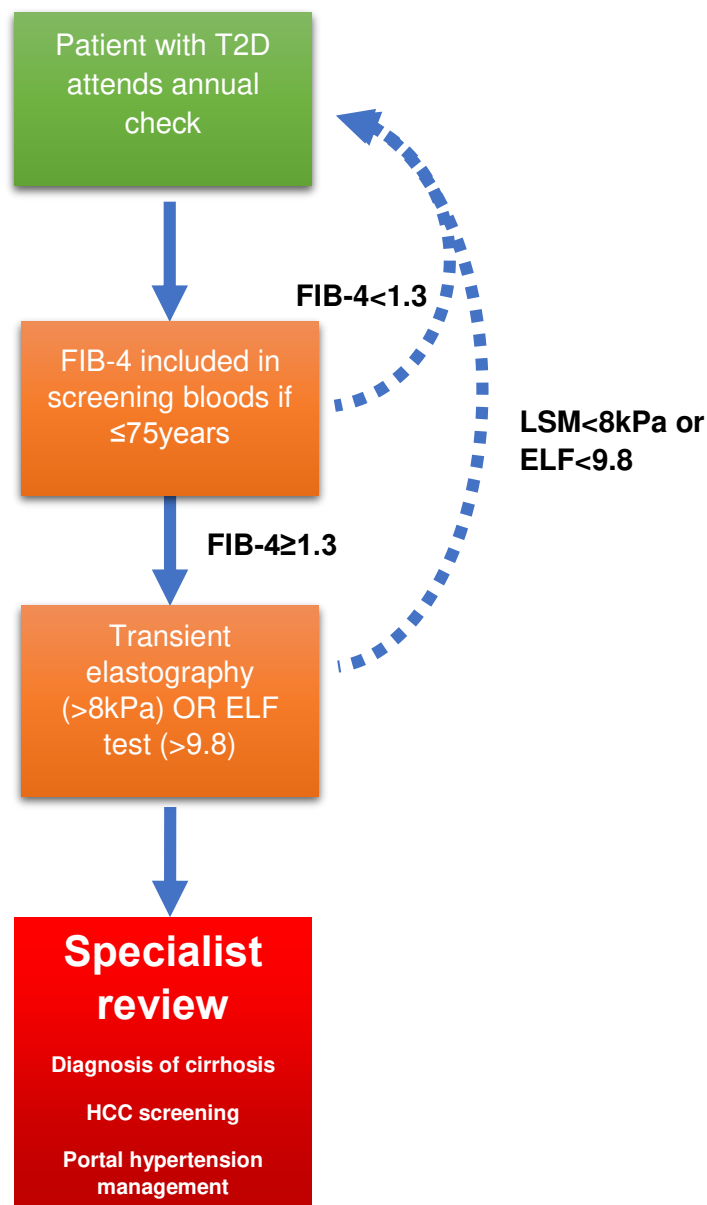 Patient with T2D
attends annual
check
FIB-4<1.3
FIB-4 included in
screening bloods if
≤75years
LSM<8kPa or
ELF<9.8
FIB-4≥1.3
Transient
elastography
(>8kPa) OR ELF
test (>9.8)
Specialist
review
Diagnosis of cirrhosis
HCC screening
Portal hypertension
management